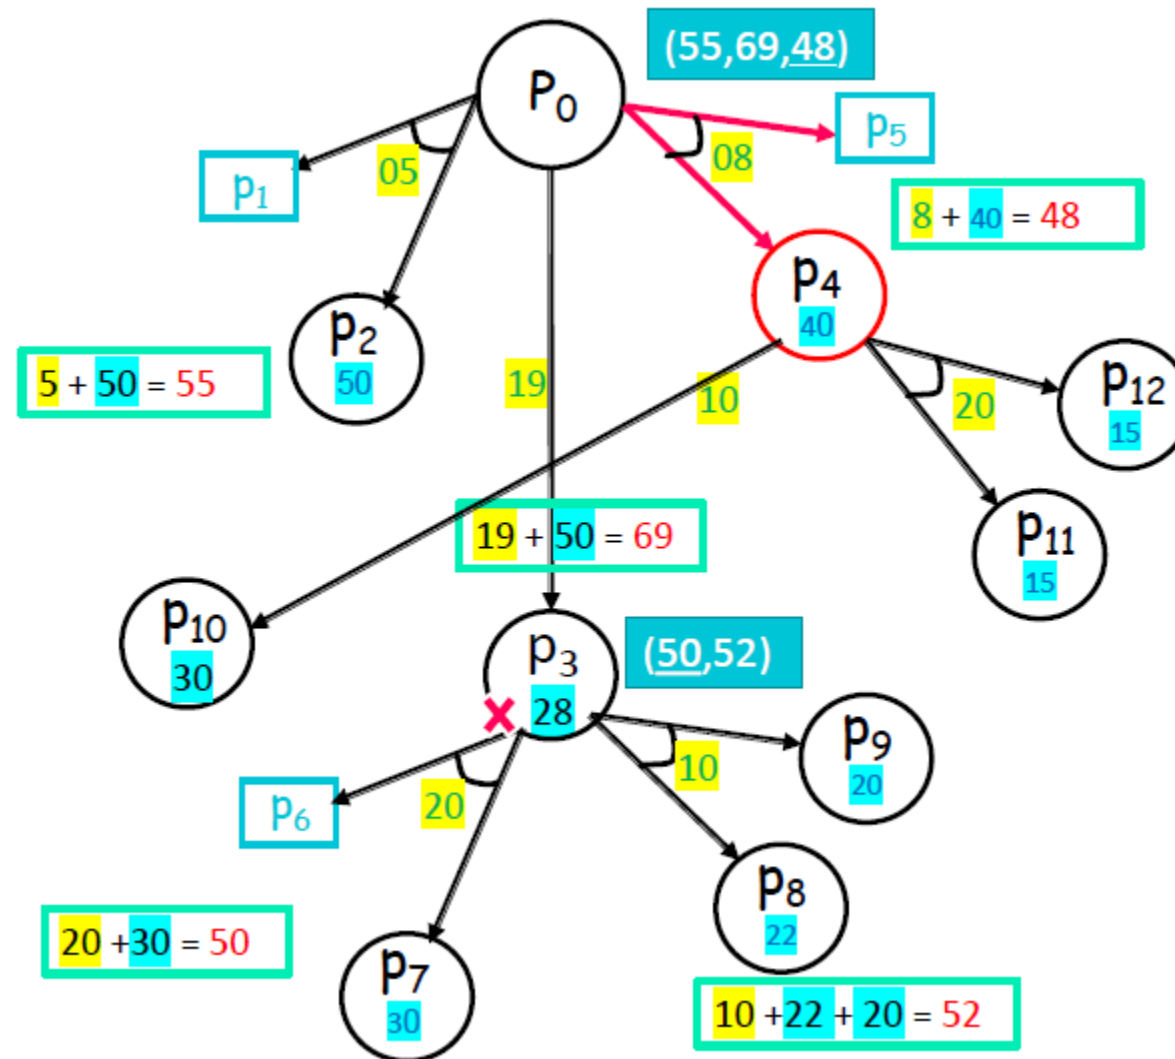 (55,69,48)
P₀
p₅
05
08
p₁
8 + 40 = 48
p₄
40
p₂
50
5 + 50 = 55
19
10
20
p₁₂
15
p₁₁
15
19 + 50 = 69
p₁₀
30
p₃
28
(50,52)
p₉
20
10
20
p₆
p₈
22
20 +30 = 50
p₇
30
10 +22 + 20 = 52